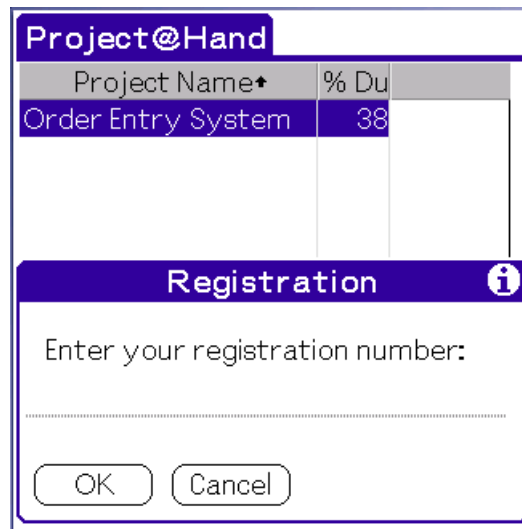 Project@Hand
Project Name % Du
Order Entry System 38
Registration
Enter your registration number:
OK Cancel